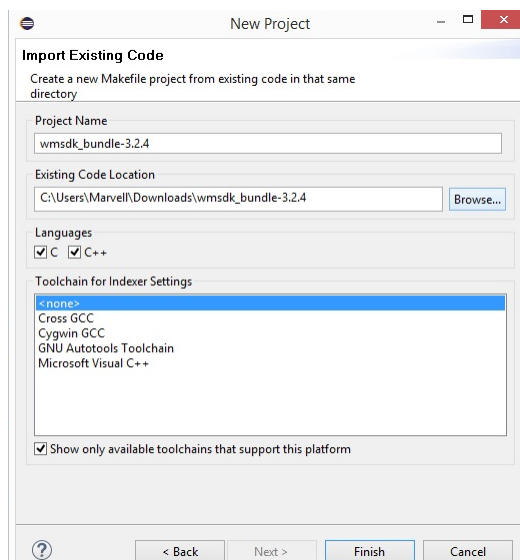 New Project
Import Existing Code
Create a new Makefile project from existing code in that same
directory
Project Name
wmsdk_bundle-3.2.4
Existing Code Location
C:\Users\Marvell\Downloads\wmsdk_bundle-3.2.4
Browse...
Languages
C C++
Toolchain for Indexer Settings
<none>
Cross GCC
Cygwin GCC
GNU Autotools Toolchain
Microsoft Visual C++
Show only available toolchains that support this platform
?
< Back
Next >
Finish
Cancel